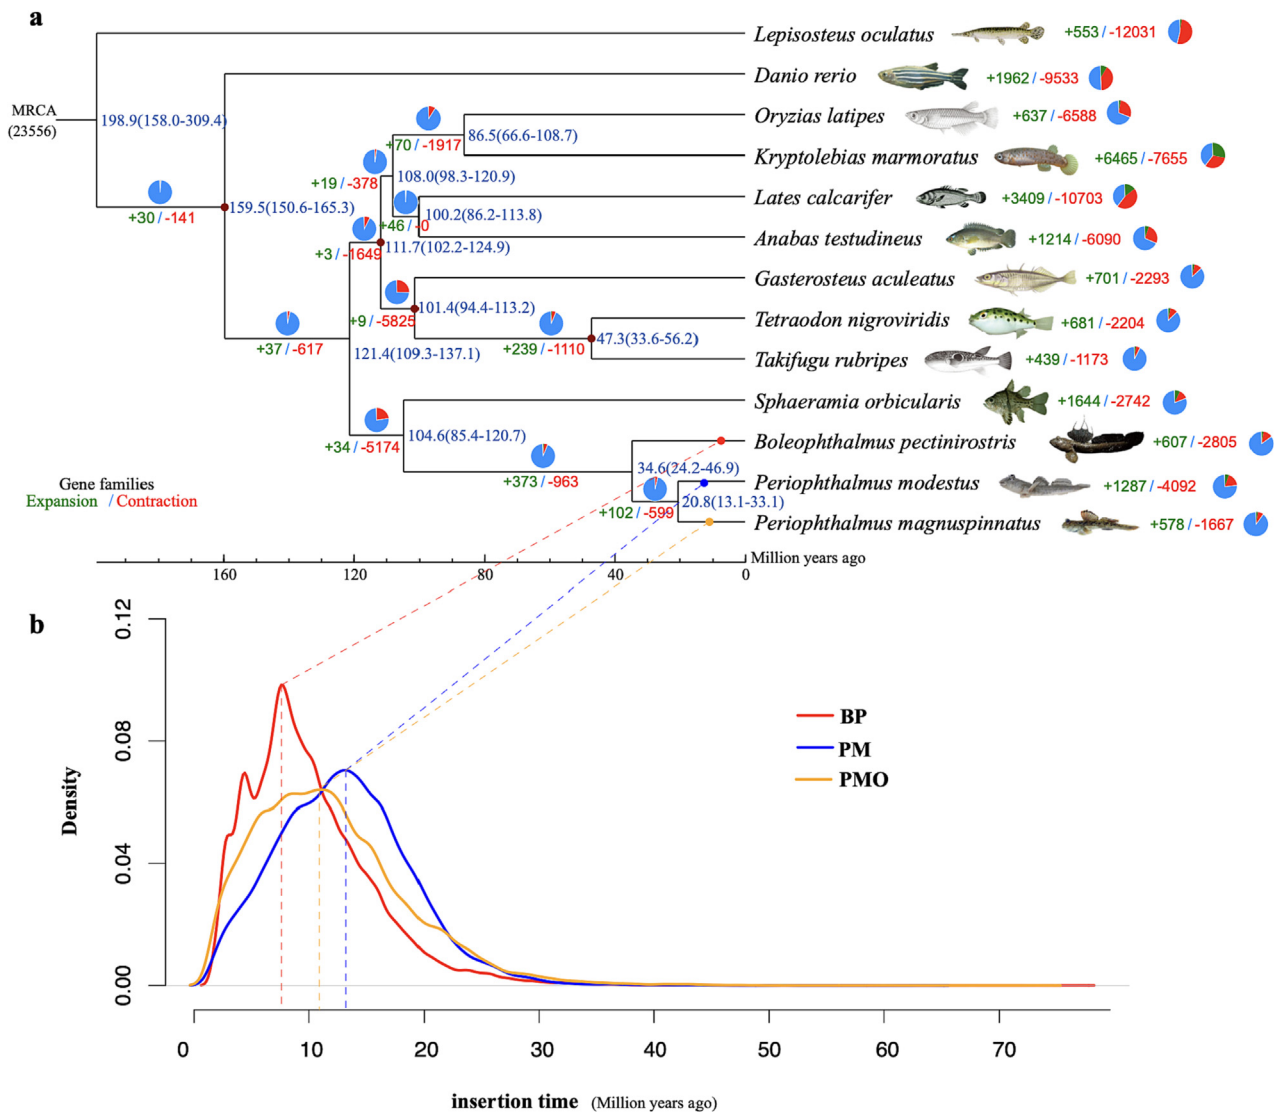 a
Lepisosteus oculatus +553 / -12031
Danio rerio +1962 / -9533
MRCA
(23556)
198.9(158.0-309.4)
Oryzias latipes +637 / -6588
86.5(66.6-108.7)
+70 / -1917
Kryptolebias marmoratus +6465 / -7655
108.0(98.3-120.9)
+19 / -378
Lates calcarifer +3409 / -10703
+30 / -141
159.5(150.6-165.3)
100.2(86.2-113.8)
+46 / -0
Anabas testudineus +1214 / -6090
+3 / -1649
111.7(102.2-124.9)
Gasterosteus aculeatus +701 / -2293
101.4(94.4-113.2)
+9 / -5825
Tetraodon nigroviridis +681 / -2204
+37 / -617
121.4(109.3-137.1)
+239 / -1110
47.3(33.6-56.2)
Takifugu rubripes +439 / -1173
Sphaeramia orbicularis +1644 / -2742
104.6(85.4-120.7)
+34 / -5174
Boleophthalmus pectinirostris +607 / -2805
34.6(24.2-46.9)
+373 / -963
Periophthalmus modestus +1287 / -4092
20.8(13.1-33.1)
+102 / -599
Periophthalmus magnuspinnatus +578 / -1667
Gene families
Expansion / Contraction
Million years ago
160 120 80 40 0
b
0.12
0.08
0.04
0.00
Density
BP
PM
PMO
0 10 20 30 40 50 60 70
insertion time (Million years ago)